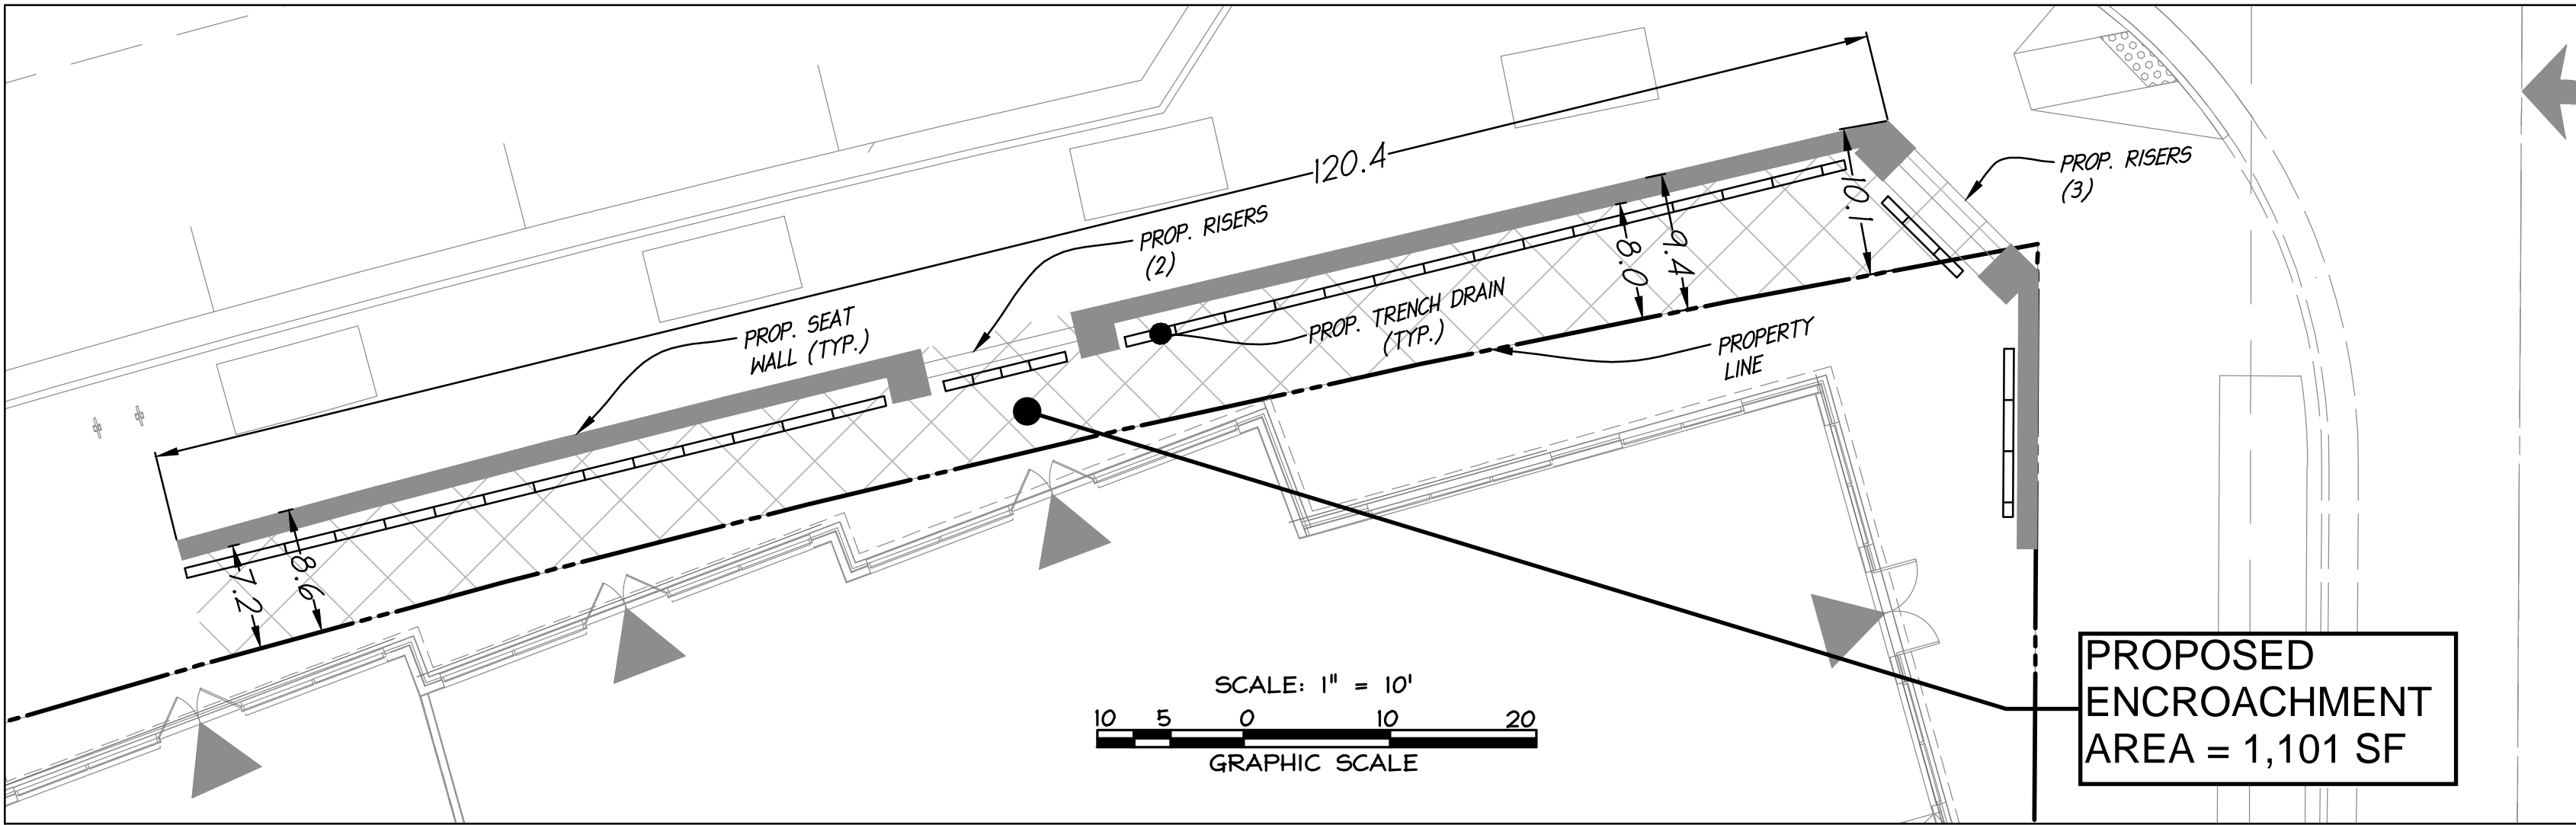 120.4
PROP. RISERS
(3)
PROP. RISERS
(2)
10.1
9.4
8.0
PROP. SEAT
WALL (TYP.)
PROP. TRENCH DRAIN
(TYP.)
PROPERTY
LINE
8.6
7.2
SCALE: 1" = 10'
10 5 0 10 20
GRAPHIC SCALE
PROPOSED
ENCROACHMENT
AREA = 1,101 SF